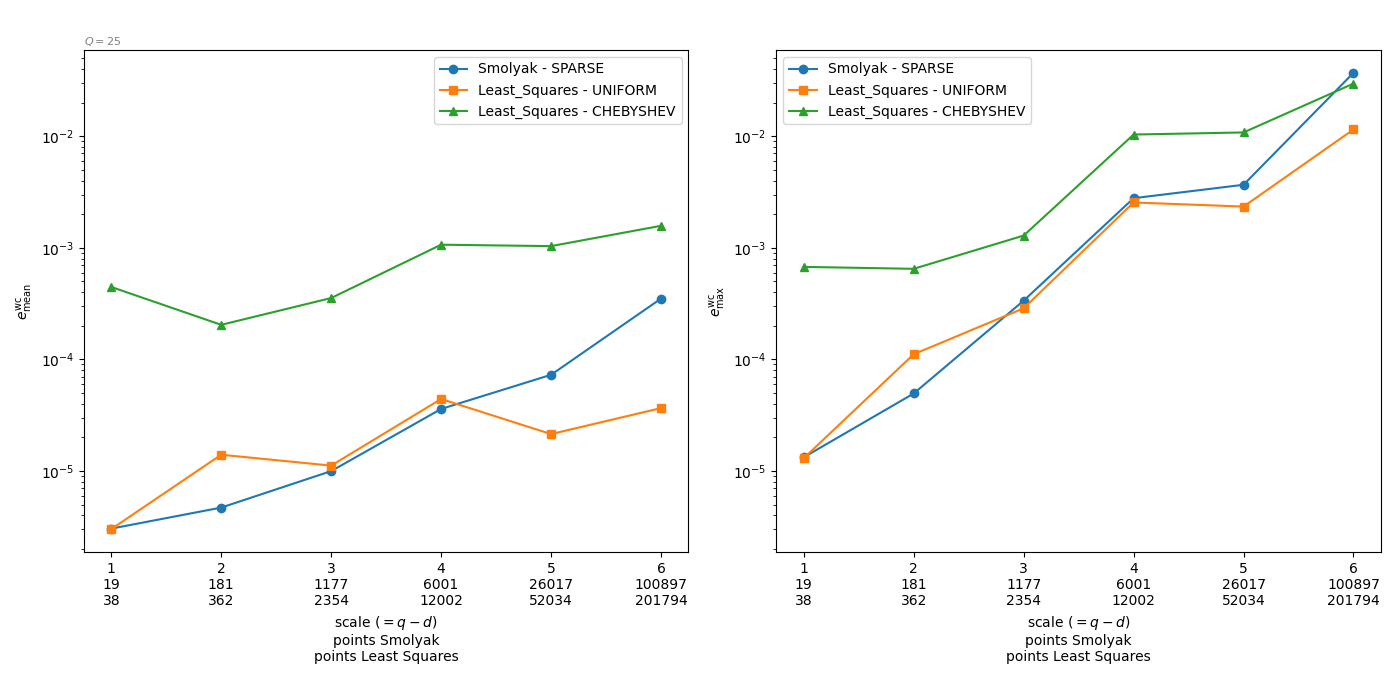 Q = 25
Smolyak - SPARSE
Least_Squares - UNIFORM
Least_Squares - CHEBYSHEV
10⁻²
10⁻³
10⁻⁴
10⁻⁵
e^wc_mean
1 2 3 4 5 6
19 181 1177 6001 26017 100897
38 362 2354 12002 52034 201794
scale (= q − d)
points Smolyak
points Least Squares
Smolyak - SPARSE
Least_Squares - UNIFORM
Least_Squares - CHEBYSHEV
10⁻²
10⁻³
10⁻⁴
10⁻⁵
e^wc_max
1 2 3 4 5 6
19 181 1177 6001 26017 100897
38 362 2354 12002 52034 201794
scale (= q − d)
points Smolyak
points Least Squares